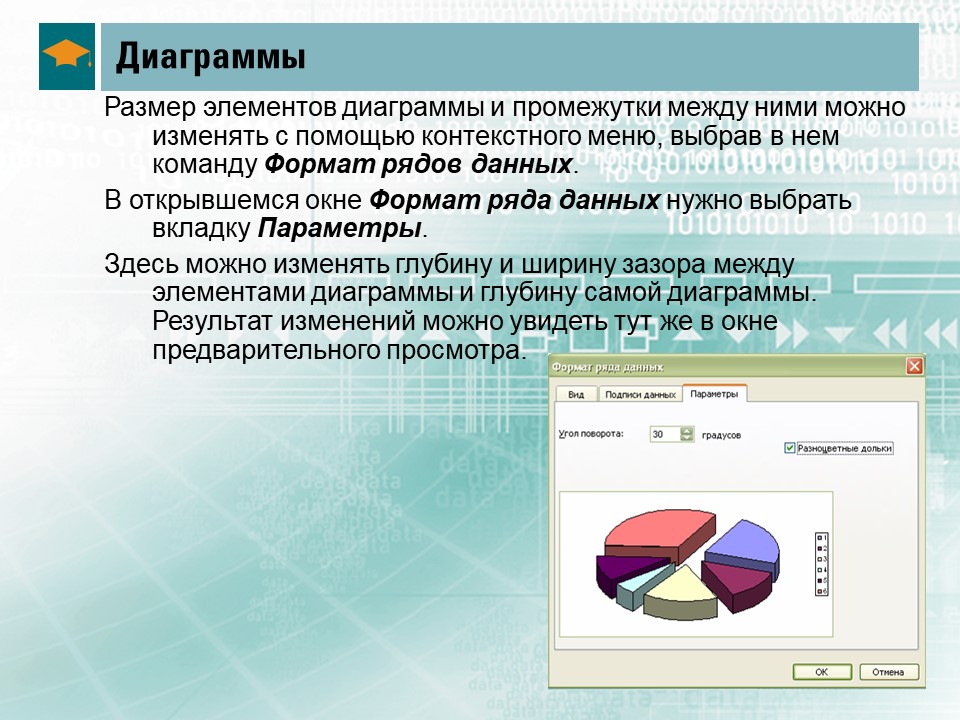 Диаграммы
Размер элементов диаграммы и промежутки между ними можно
изменять с помощью контекстного меню, выбрав в нем
команду Формат рядов данных.
В открывшемся окне Формат ряда данных нужно выбрать
вкладку Параметры.
Здесь можно изменять глубину и ширину зазора между
элементами диаграммы и глубину самой диаграммы.
Результат изменений можно увидеть тут же в окне
предварительного просмотра.
Формат ряда данных
Вид Подписи данных Параметры
Угол поворота: 30 градусов
Разноцветные дольки
1
2
3
4
5
6
ОК Отмена